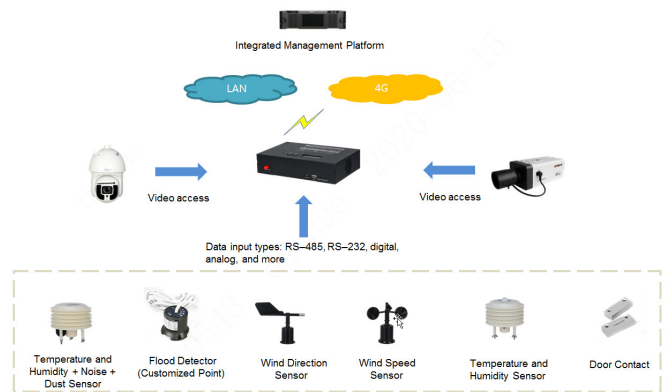 Integrated Management Platform
LAN
4G
Video access
Video access
Data input types: RS–485, RS–232, digital,
analog, and more
Temperature and
Humidity + Noise +
Dust Sensor
Flood Detector
(Customized Point)
Wind Direction
Sensor
Wind Speed
Sensor
Temperature and
Humidity Sensor
Door Contact